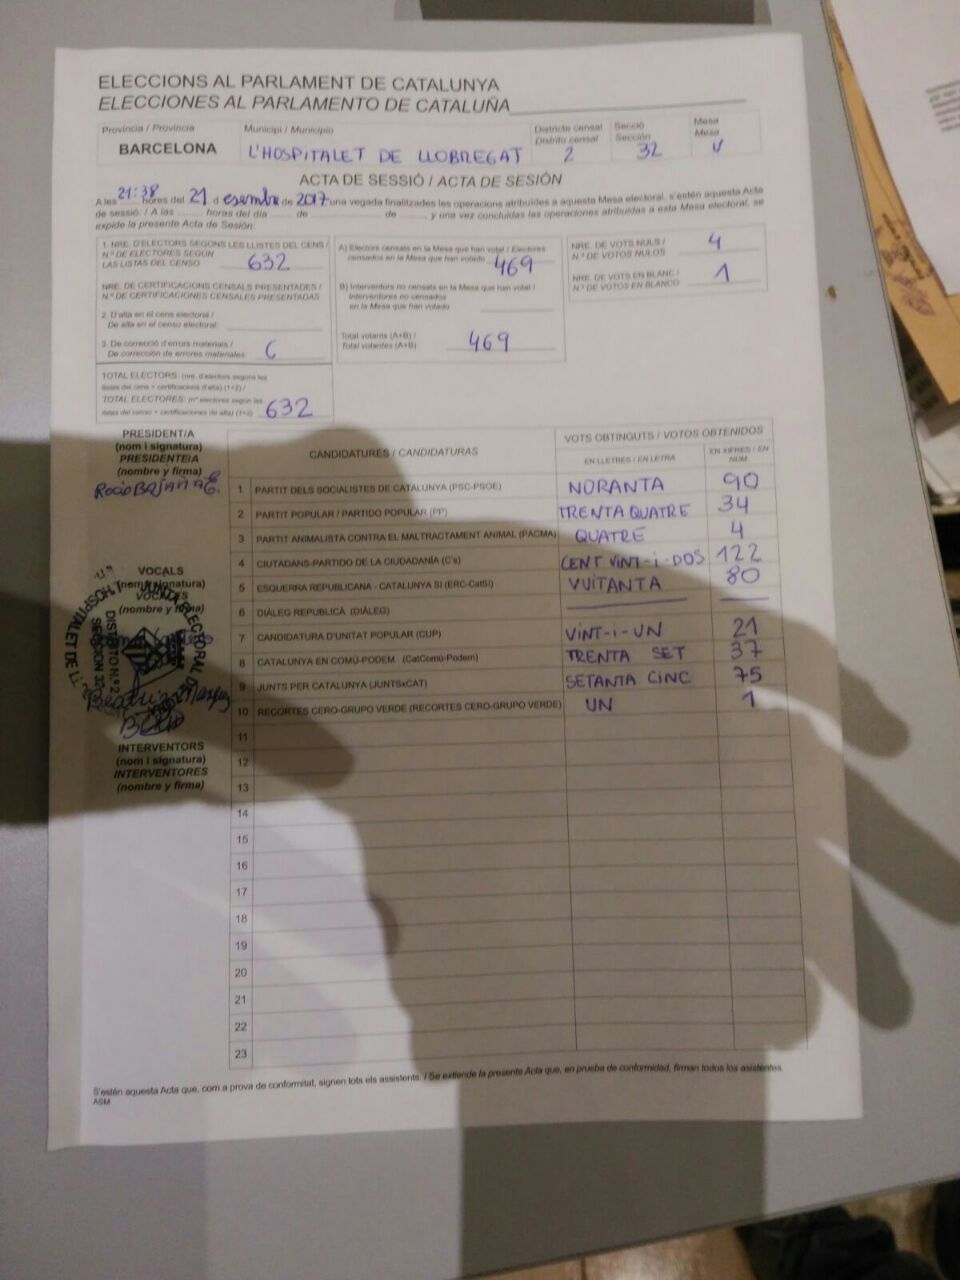 ELECCIONS AL PARLAMENT DE CATALUNYA
ELECCIONES AL PARLAMENTO DE CATALUÑA
Província / Provincia
BARCELONA
Municipi / Municipio
L'HOSPITALET DE LLOBREGAT
Districte censal
Distrito censal
2
Secció
Sección
32
Mesa
Mesa
U
ACTA DE SESSIÓ / ACTA DE SESIÓN
A les 21:38 hores del 21 d esembre de 2017 una vegada finalitzades les operacions atribuïdes a aquesta Mesa electoral, s'estén aquesta Acta
de sessió: / A las ...... horas del día ...... de ...... de ...... y una vez concluidas las operaciones atribuidas a esta Mesa electoral, se
expide la presente Acta de Sesión:
1. NRE. D'ELECTORS SEGONS LES LLISTES DEL CENS /
N.º DE ELECTORES SEGÚN
LAS LISTAS DEL CENSO 632
NRE. DE CERTIFICACIONS CENSALS PRESENTADES /
N.º DE CERTIFICACIONES CENSALES PRESENTADAS
2. D'alta en el cens electoral /
De alta en el censo electoral:
3. De correcció d'errors materials /
De corrección de errores materiales:
TOTAL ELECTORS: (nre. d'electors segons les
llistes del cens + certificacions d'alta) (1+2) /
TOTAL ELECTORES: (nº electores según las
listas del censo + certificaciones de alta) (1+2) 632
A) Electors censats en la Mesa que han votat / Electores
censados en la Mesa que han votado 469
B) Interventors no censats en la Mesa que han votat /
Interventores no censados
en la Mesa que han votado
Total votants (A+B) /
Total votantes (A+B) 469
NRE. DE VOTS NULS /
N.º DE VOTOS NULOS 4
NRE. DE VOTS EN BLANC /
N.º DE VOTOS EN BLANCO 1
PRESIDENT/A
(nom i signatura)
PRESIDENTE/A
(nombre y firma)
VOCALS
(nom i signatura)
VOCALES
(nombre y firma)
JUNTA ELECTORAL DE
L'HOSPITALET DE
DISTRITO N.º 2
SECCION 32
INTERVENTORS
(nom i signatura)
INTERVENTORES
(nombre y firma)
CANDIDATURES / CANDIDATURAS
VOTS OBTINGUTS / VOTOS OBTENIDOS
EN LLETRES / EN LETRA
EN XIFRES / EN
NÚM.
1 PARTIT DELS SOCIALISTES DE CATALUNYA (PSC-PSOE) NORANTA 90
2 PARTIT POPULAR / PARTIDO POPULAR (PP) TRENTA QUATRE 34
3 PARTIT ANIMALISTA CONTRA EL MALTRACTAMENT ANIMAL (PACMA) QUATRE 4
4 CIUTADANS-PARTIDO DE LA CIUDADANÍA (C's) CENT VINT-I-DOS 122
5 ESQUERRA REPUBLICANA - CATALUNYA SÍ (ERC-CatSí) VUITANTA 80
6 DIÀLEG REPUBLICÀ (DIÀLEG)
7 CANDIDATURA D'UNITAT POPULAR (CUP) VINT-I-UN 21
8 CATALUNYA EN COMÚ-PODEM (CatComú-Podem) TRENTA SET 37
9 JUNTS PER CATALUNYA (JUNTSxCAT) SETANTA CINC 75
10 RECORTES CERO-GRUPO VERDE (RECORTES CERO-GRUPO VERDE) UN 1
11
12
13
14
15
16
17
18
19
20
21
22
23
S'estén aquesta Acta que, com a prova de conformitat, signen tots els assistents. / Se extiende la presente Acta que, en prueba de conformidad, firman todos los asistentes.
ASM